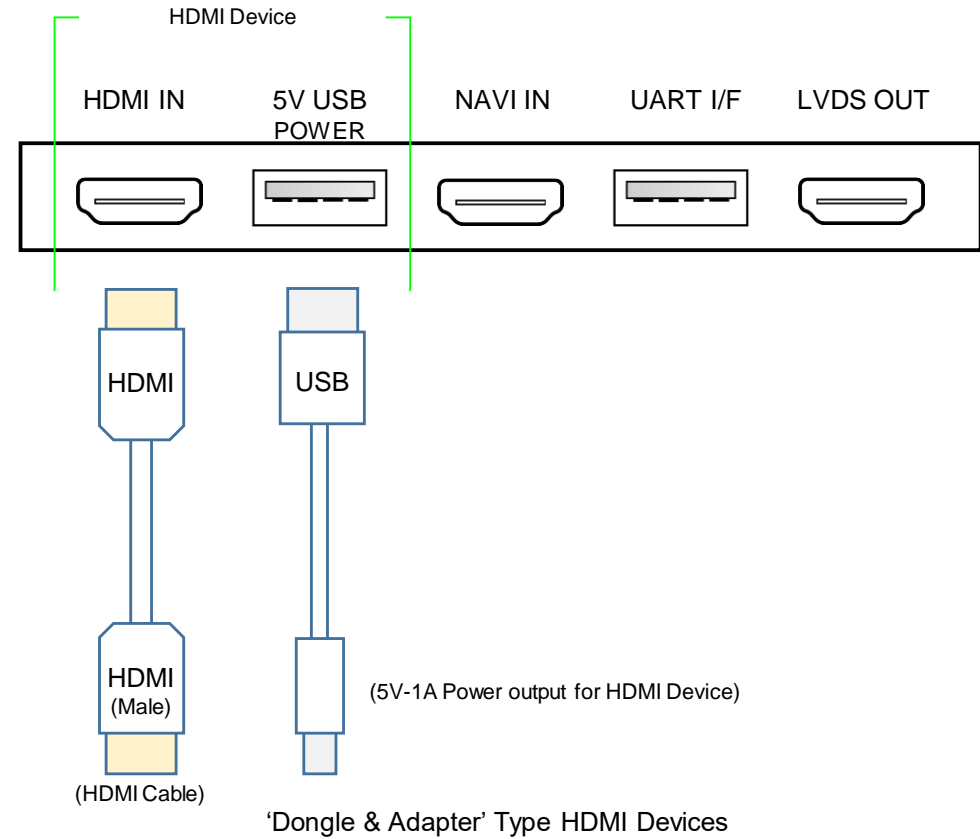 HDMI Device
HDMI IN
5V USB
POWER
NAVI IN
UART I/F
LVDS OUT
HDMI
USB
HDMI
(Male)
(5V-1A Power output for HDMI Device)
(HDMI Cable)
‘Dongle & Adapter’ Type HDMI Devices